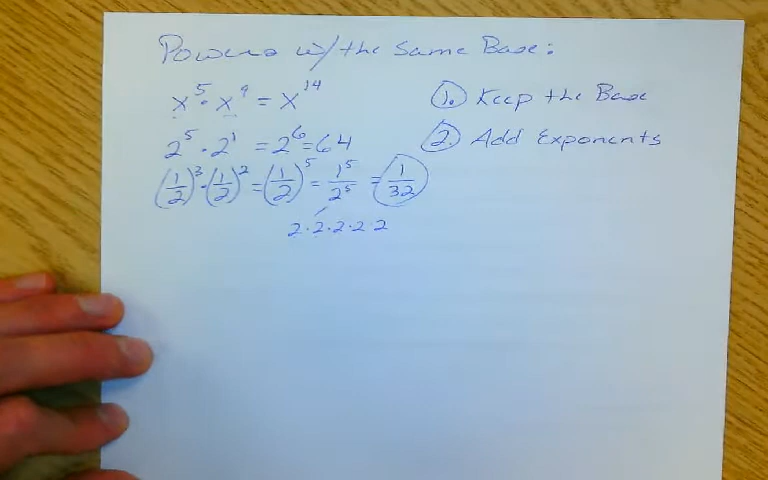 Powers w/ the Same Base:
x⁵ · x⁹ = x¹⁴
① Keep the Base
2⁵ · 2¹ = 2⁶ = 64
② Add Exponents
(1/2)³ · (1/2)² = (1/2)⁵ = 1⁵/2⁵ = 1/32
2·2·2·2·2